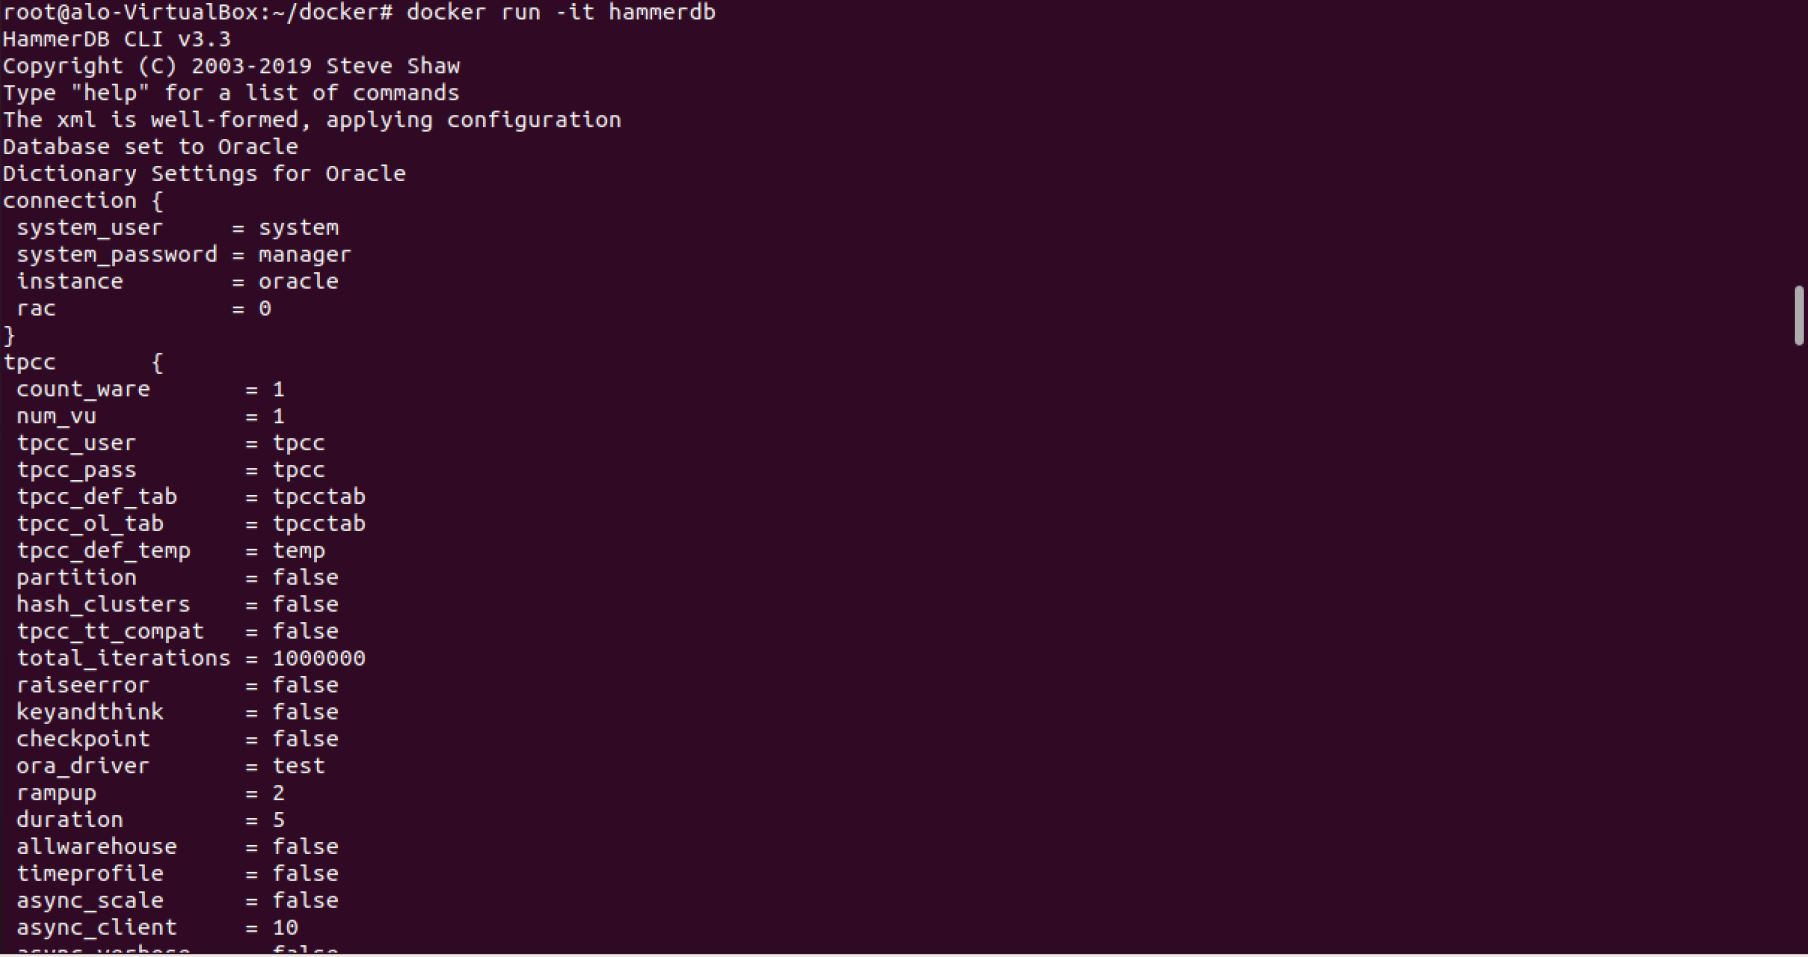 root@alo-VirtualBox:~/docker# docker run -it hammerdb
HammerDB CLI v3.3
Copyright (C) 2003-2019 Steve Shaw
Type "help" for a list of commands
The xml is well-formed, applying configuration
Database set to Oracle
Dictionary Settings for Oracle
connection {
 system_user     = system
 system_password = manager
 instance        = oracle
 rac             = 0
}
tpcc       {
 count_ware       = 1
 num_vu           = 1
 tpcc_user        = tpcc
 tpcc_pass        = tpcc
 tpcc_def_tab     = tpcctab
 tpcc_ol_tab      = tpcctab
 tpcc_def_temp    = temp
 partition        = false
 hash_clusters    = false
 tpcc_tt_compat   = false
 total_iterations = 1000000
 raiseerror       = false
 keyandthink      = false
 checkpoint       = false
 ora_driver       = test
 rampup           = 2
 duration         = 5
 allwarehouse     = false
 timeprofile      = false
 async_scale      = false
 async_client     = 10
 async_verbose    = false